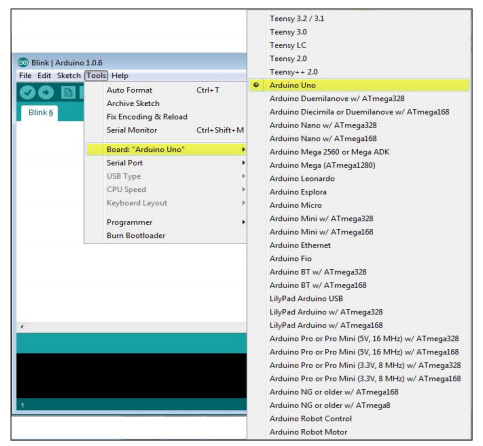 Blink | Arduino 1.0.6
File Edit Sketch Tools Help
Blink §
Auto Format Ctrl+T
Archive Sketch
Fix Encoding & Reload
Serial Monitor Ctrl+Shift+M
Board: "Arduino Uno"
Serial Port
USB Type
CPU Speed
Keyboard Layout
Programmer
Burn Bootloader
1
Teensy 3.2 / 3.1
Teensy 3.0
Teensy LC
Teensy 2.0
Teensy++ 2.0
Arduino Uno
Arduino Duemilanove w/ ATmega328
Arduino Diecimila or Duemilanove w/ ATmega168
Arduino Nano w/ ATmega328
Arduino Nano w/ ATmega168
Arduino Mega 2560 or Mega ADK
Arduino Mega (ATmega1280)
Arduino Leonardo
Arduino Esplora
Arduino Micro
Arduino Mini w/ ATmega328
Arduino Mini w/ ATmega168
Arduino Ethernet
Arduino Fio
Arduino BT w/ ATmega328
Arduino BT w/ ATmega168
LilyPad Arduino USB
LilyPad Arduino w/ ATmega328
LilyPad Arduino w/ ATmega168
Arduino Pro or Pro Mini (5V, 16 MHz) w/ ATmega328
Arduino Pro or Pro Mini (5V, 16 MHz) w/ ATmega168
Arduino Pro or Pro Mini (3.3V, 8 MHz) w/ ATmega328
Arduino Pro or Pro Mini (3.3V, 8 MHz) w/ ATmega168
Arduino NG or older w/ ATmega168
Arduino NG or older w/ ATmega8
Arduino Robot Control
Arduino Robot Motor